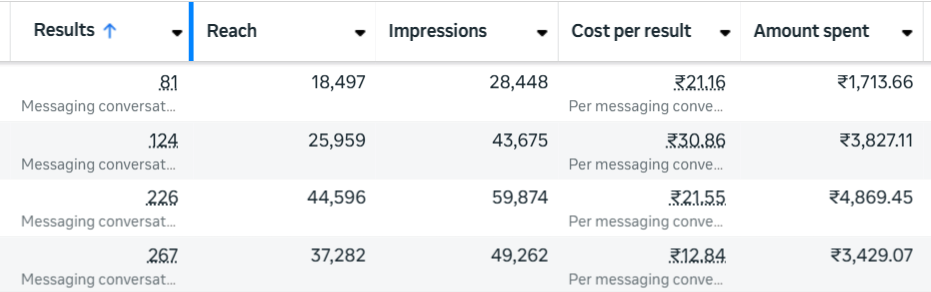 Results ↑ Reach Impressions Cost per result Amount spent
81 18,497 28,448 ₹21.16 ₹1,713.66
Messaging conversat... Per messaging conve...
124 25,959 43,675 ₹30.86 ₹3,827.11
Messaging conversat... Per messaging conve...
226 44,596 59,874 ₹21.55 ₹4,869.45
Messaging conversat... Per messaging conve...
267 37,282 49,262 ₹12.84 ₹3,429.07
Messaging conversat... Per messaging conve...